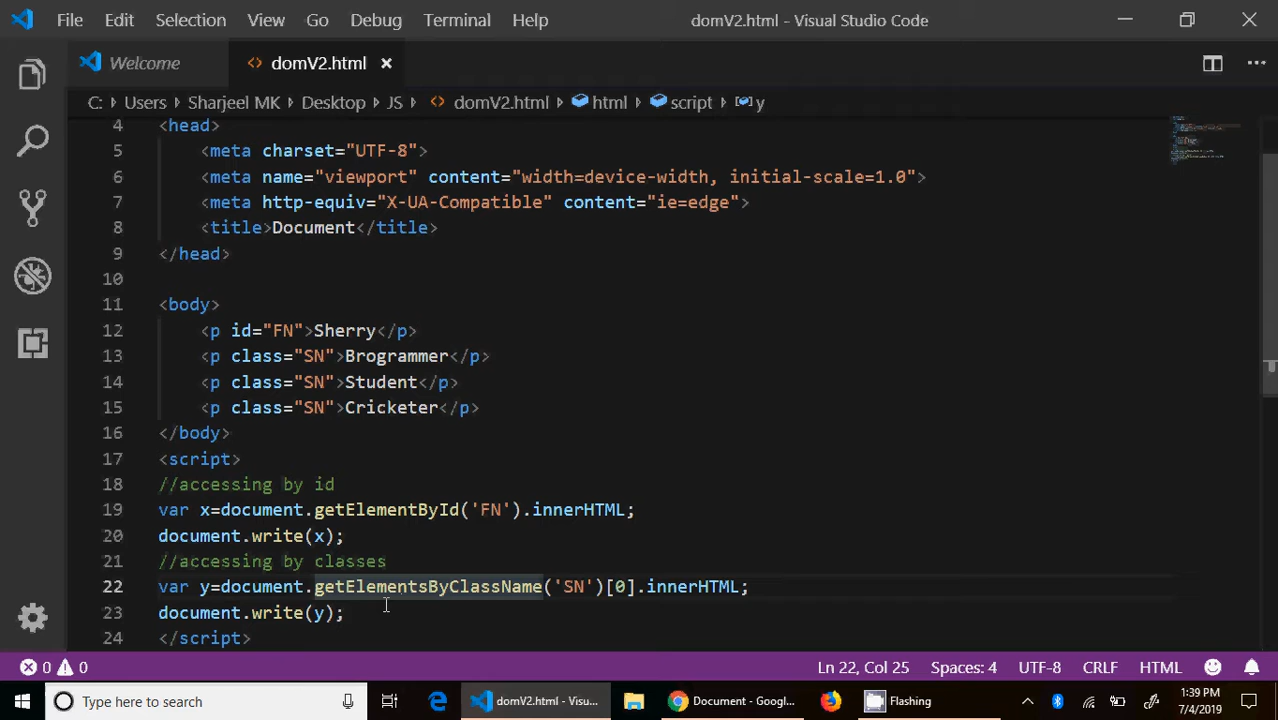 File Edit Selection View Go Debug Terminal Help domV2.html - Visual Studio Code
Welcome domV2.html
C: Users Sharjeel MK Desktop JS domV2.html html script y
4 <head>
5 <meta charset="UTF-8">
6 <meta name="viewport" content="width=device-width, initial-scale=1.0">
7 <meta http-equiv="X-UA-Compatible" content="ie=edge">
8 <title>Document</title>
9 </head>
10
11 <body>
12 <p id="FN">Sherry</p>
13 <p class="SN">Brogrammer</p>
14 <p class="SN">Student</p>
15 <p class="SN">Cricketer</p>
16 </body>
17 <script>
18 //accessing by id
19 var x=document.getElementById('FN').innerHTML;
20 document.write(x);
21 //accessing by classes
22 var y=document.getElementsByClassName('SN')[0].innerHTML;
23 document.write(y);
24 </script>
0 0 Ln 22, Col 25 Spaces: 4 UTF-8 CRLF HTML
Type here to search domV2.html - Visu... Document - Googl... Flashing 1:39 PM
7/4/2019